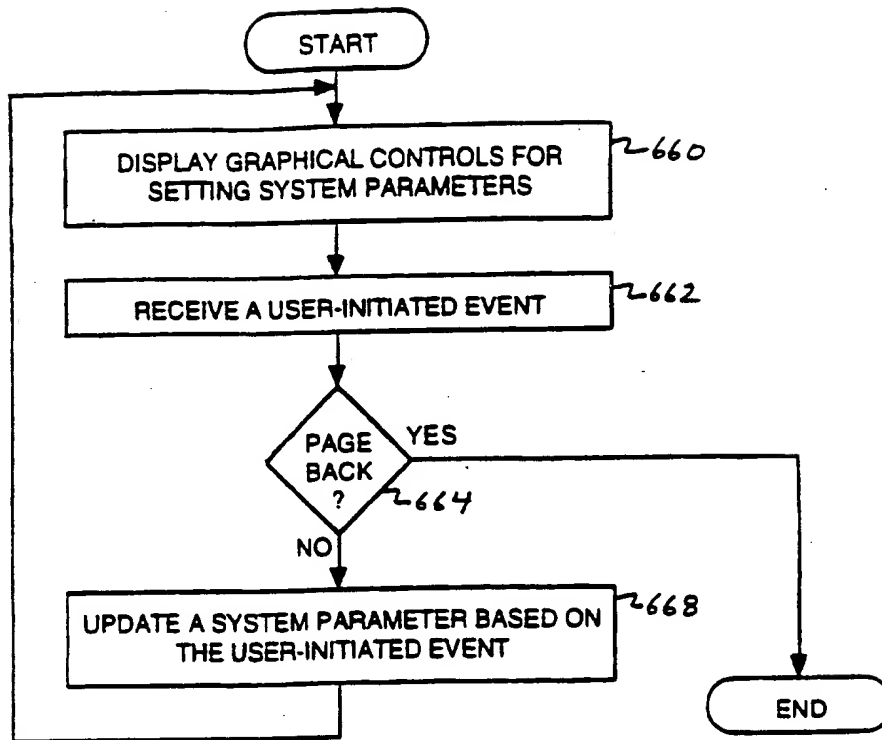 START
DISPLAY GRAPHICAL CONTROLS FOR
SETTING SYSTEM PARAMETERS
660
RECEIVE A USER-INITIATED EVENT
662
PAGE
BACK
?
YES
664
NO
UPDATE A SYSTEM PARAMETER BASED ON
THE USER-INITIATED EVENT
668
END